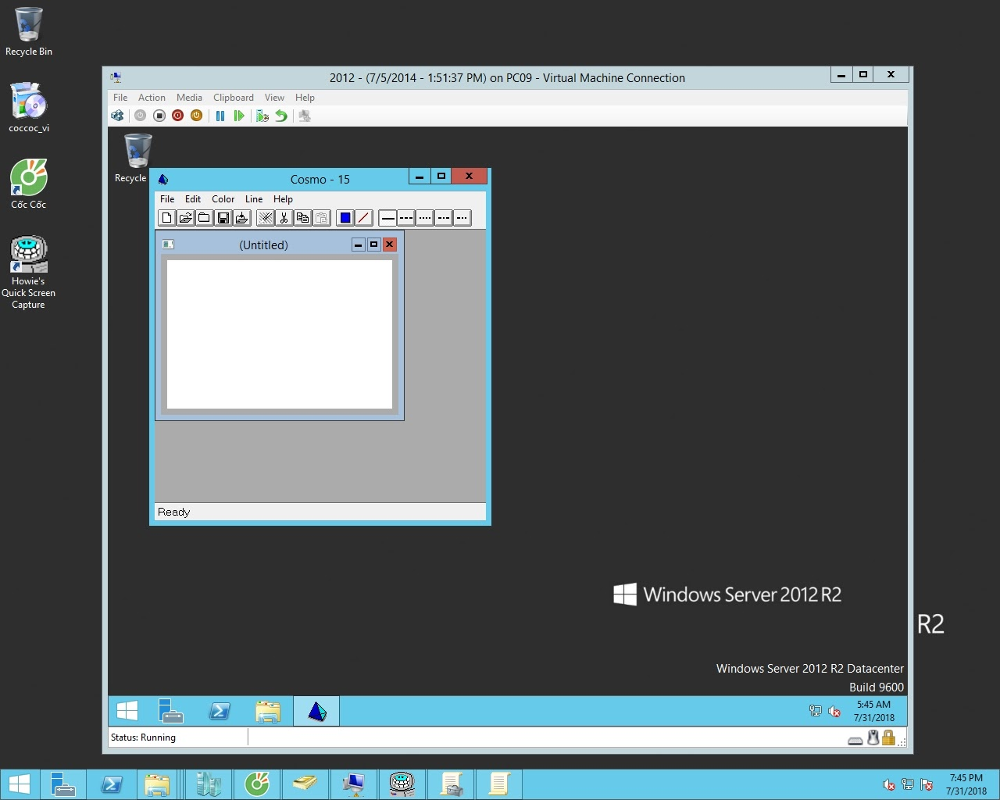 Recycle Bin
coccoc_vi
Cốc Cốc
Howie's
Quick Screen
Capture
2012 - (7/5/2014 - 1:51:37 PM) on PC09 - Virtual Machine Connection
File Action Media Clipboard View Help
Recycle
Cosmo - 15
File Edit Color Line Help
(Untitled)
Ready
Windows Server 2012 R2
R2
Windows Server 2012 R2 Datacenter
Build 9600
5:45 AM
7/31/2018
Status: Running
7:45 PM
7/31/2018